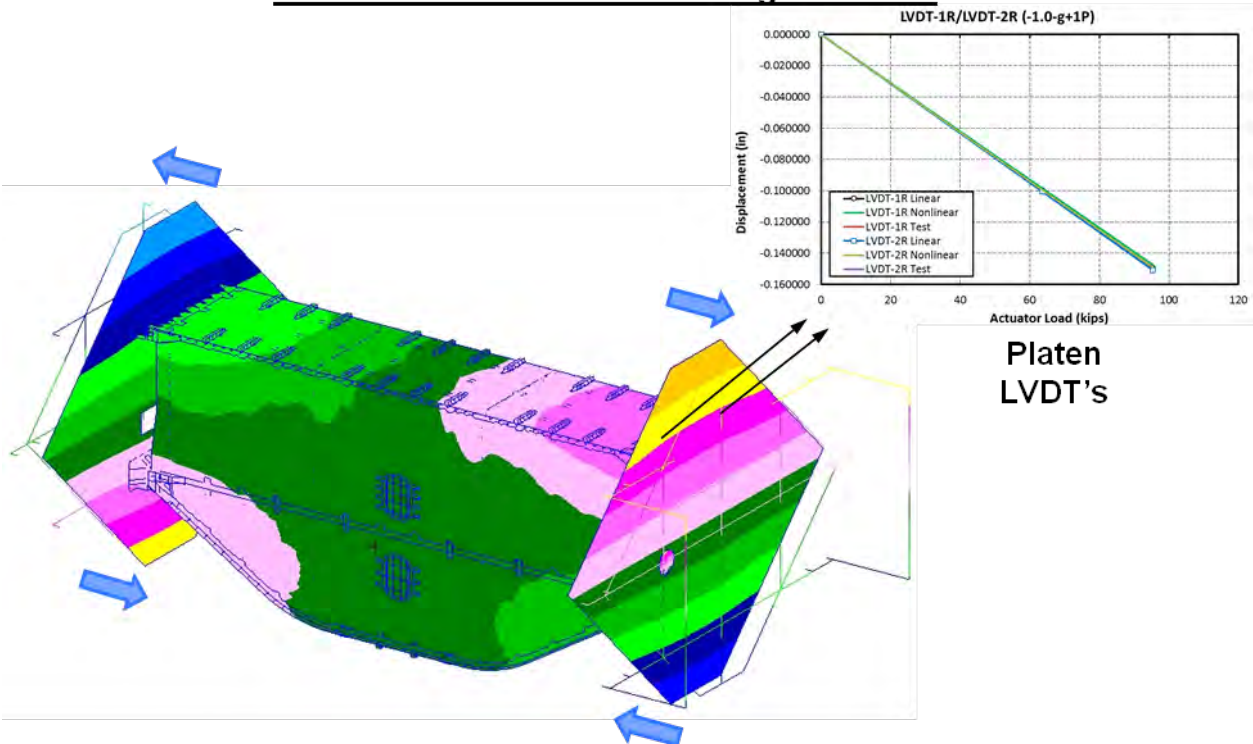 LVDT-1R/LVDT-2R (-1.0-g+1P)
0.000000
-0.020000
-0.040000
-0.060000
-0.080000
-0.100000
-0.120000
-0.140000
-0.160000
Displacement (in)
LVDT-1R Linear
LVDT-1R Nonlinear
LVDT-1R Test
LVDT-2R Linear
LVDT-2R Nonlinear
LVDT-2R Test
0 20 40 60 80 100 120
Actuator Load (kips)
Platen
LVDT's